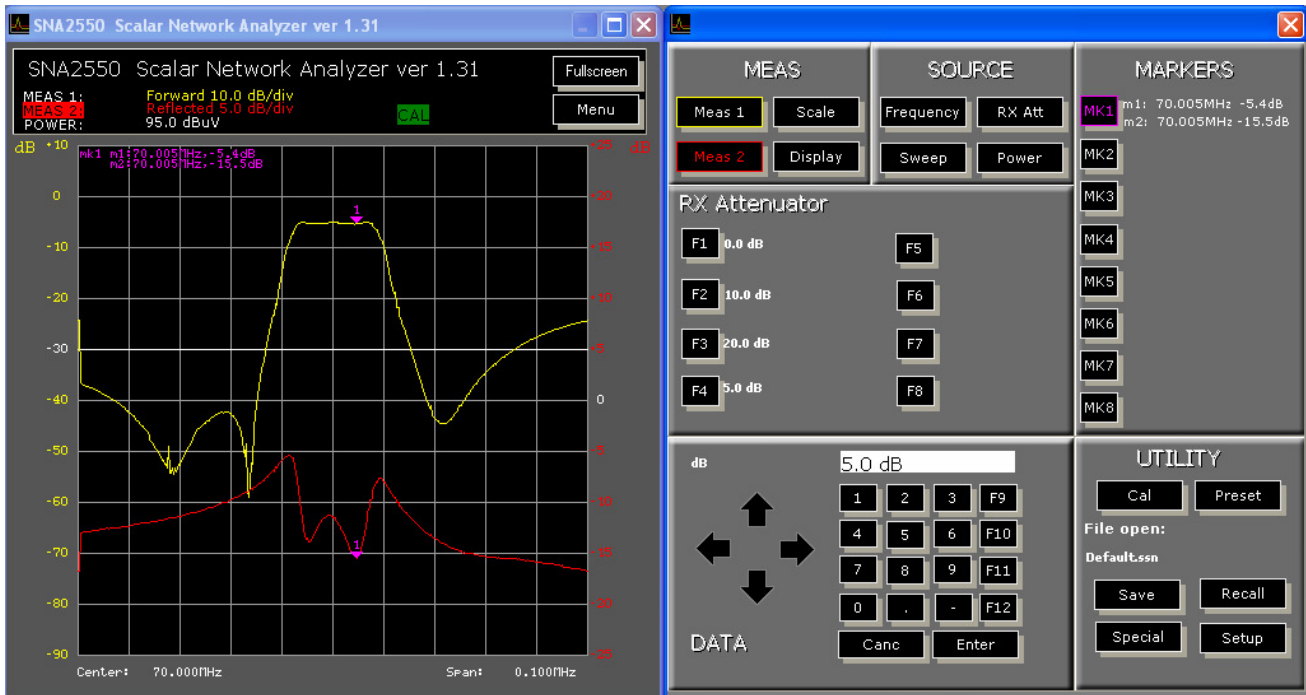 SNA2550 Scalar Network Analyzer ver 1.31
SNA2550 Scalar Network Analyzer ver 1.31
Fullscreen
MEAS 1: Forward 10.0 dB/div
MEAS 2: Reflected 5.0 dB/div
POWER: 95.0 dBuV
CAL
Menu
dB +10 +25 dB
mk1 m1:70.005MHz,-5.4dB
m2:70.005MHz,-15.5dB
0 +20
1
-10 +15
-20 +10
-30 +5
-40 0
-50 -5
-60 -10
1
-70 -15
-80 -20
-90 -25
Center: 70.000MHz Span: 0.100MHz
MEAS
Meas 1 Scale
Meas 2 Display
SOURCE
Frequency RX Att
Sweep Power
MARKERS
MK1 m1: 70.005MHz -5.4dB
m2: 70.005MHz -15.5dB
MK2
MK3
MK4
MK5
MK6
MK7
MK8
RX Attenuator
F1 0.0 dB F5
F2 10.0 dB F6
F3 20.0 dB F7
F4 5.0 dB F8
dB 5.0 dB
1 2 3 F9
4 5 6 F10
7 8 9 F11
0 . - F12
DATA Canc Enter
UTILITY
Cal Preset
File open:
Default.ssn
Save Recall
Special Setup